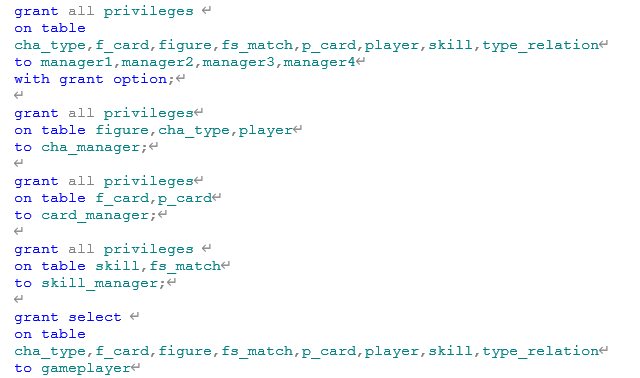 grant all privileges ↵
on table
cha_type,f_card,figure,fs_match,p_card,player,skill,type_relation↵
to manager1,manager2,manager3,manager4↵
with grant option;↵
↵
grant all privileges↵
on table figure,cha_type,player↵
to cha_manager;↵
↵
grant all privileges↵
on table f_card,p_card↵
to card_manager;↵
↵
grant all privileges ↵
on table skill,fs_match↵
to skill_manager;↵
↵
grant select ↵
on table
cha_type,f_card,figure,fs_match,p_card,player,skill,type_relation↵
to gameplayer↵